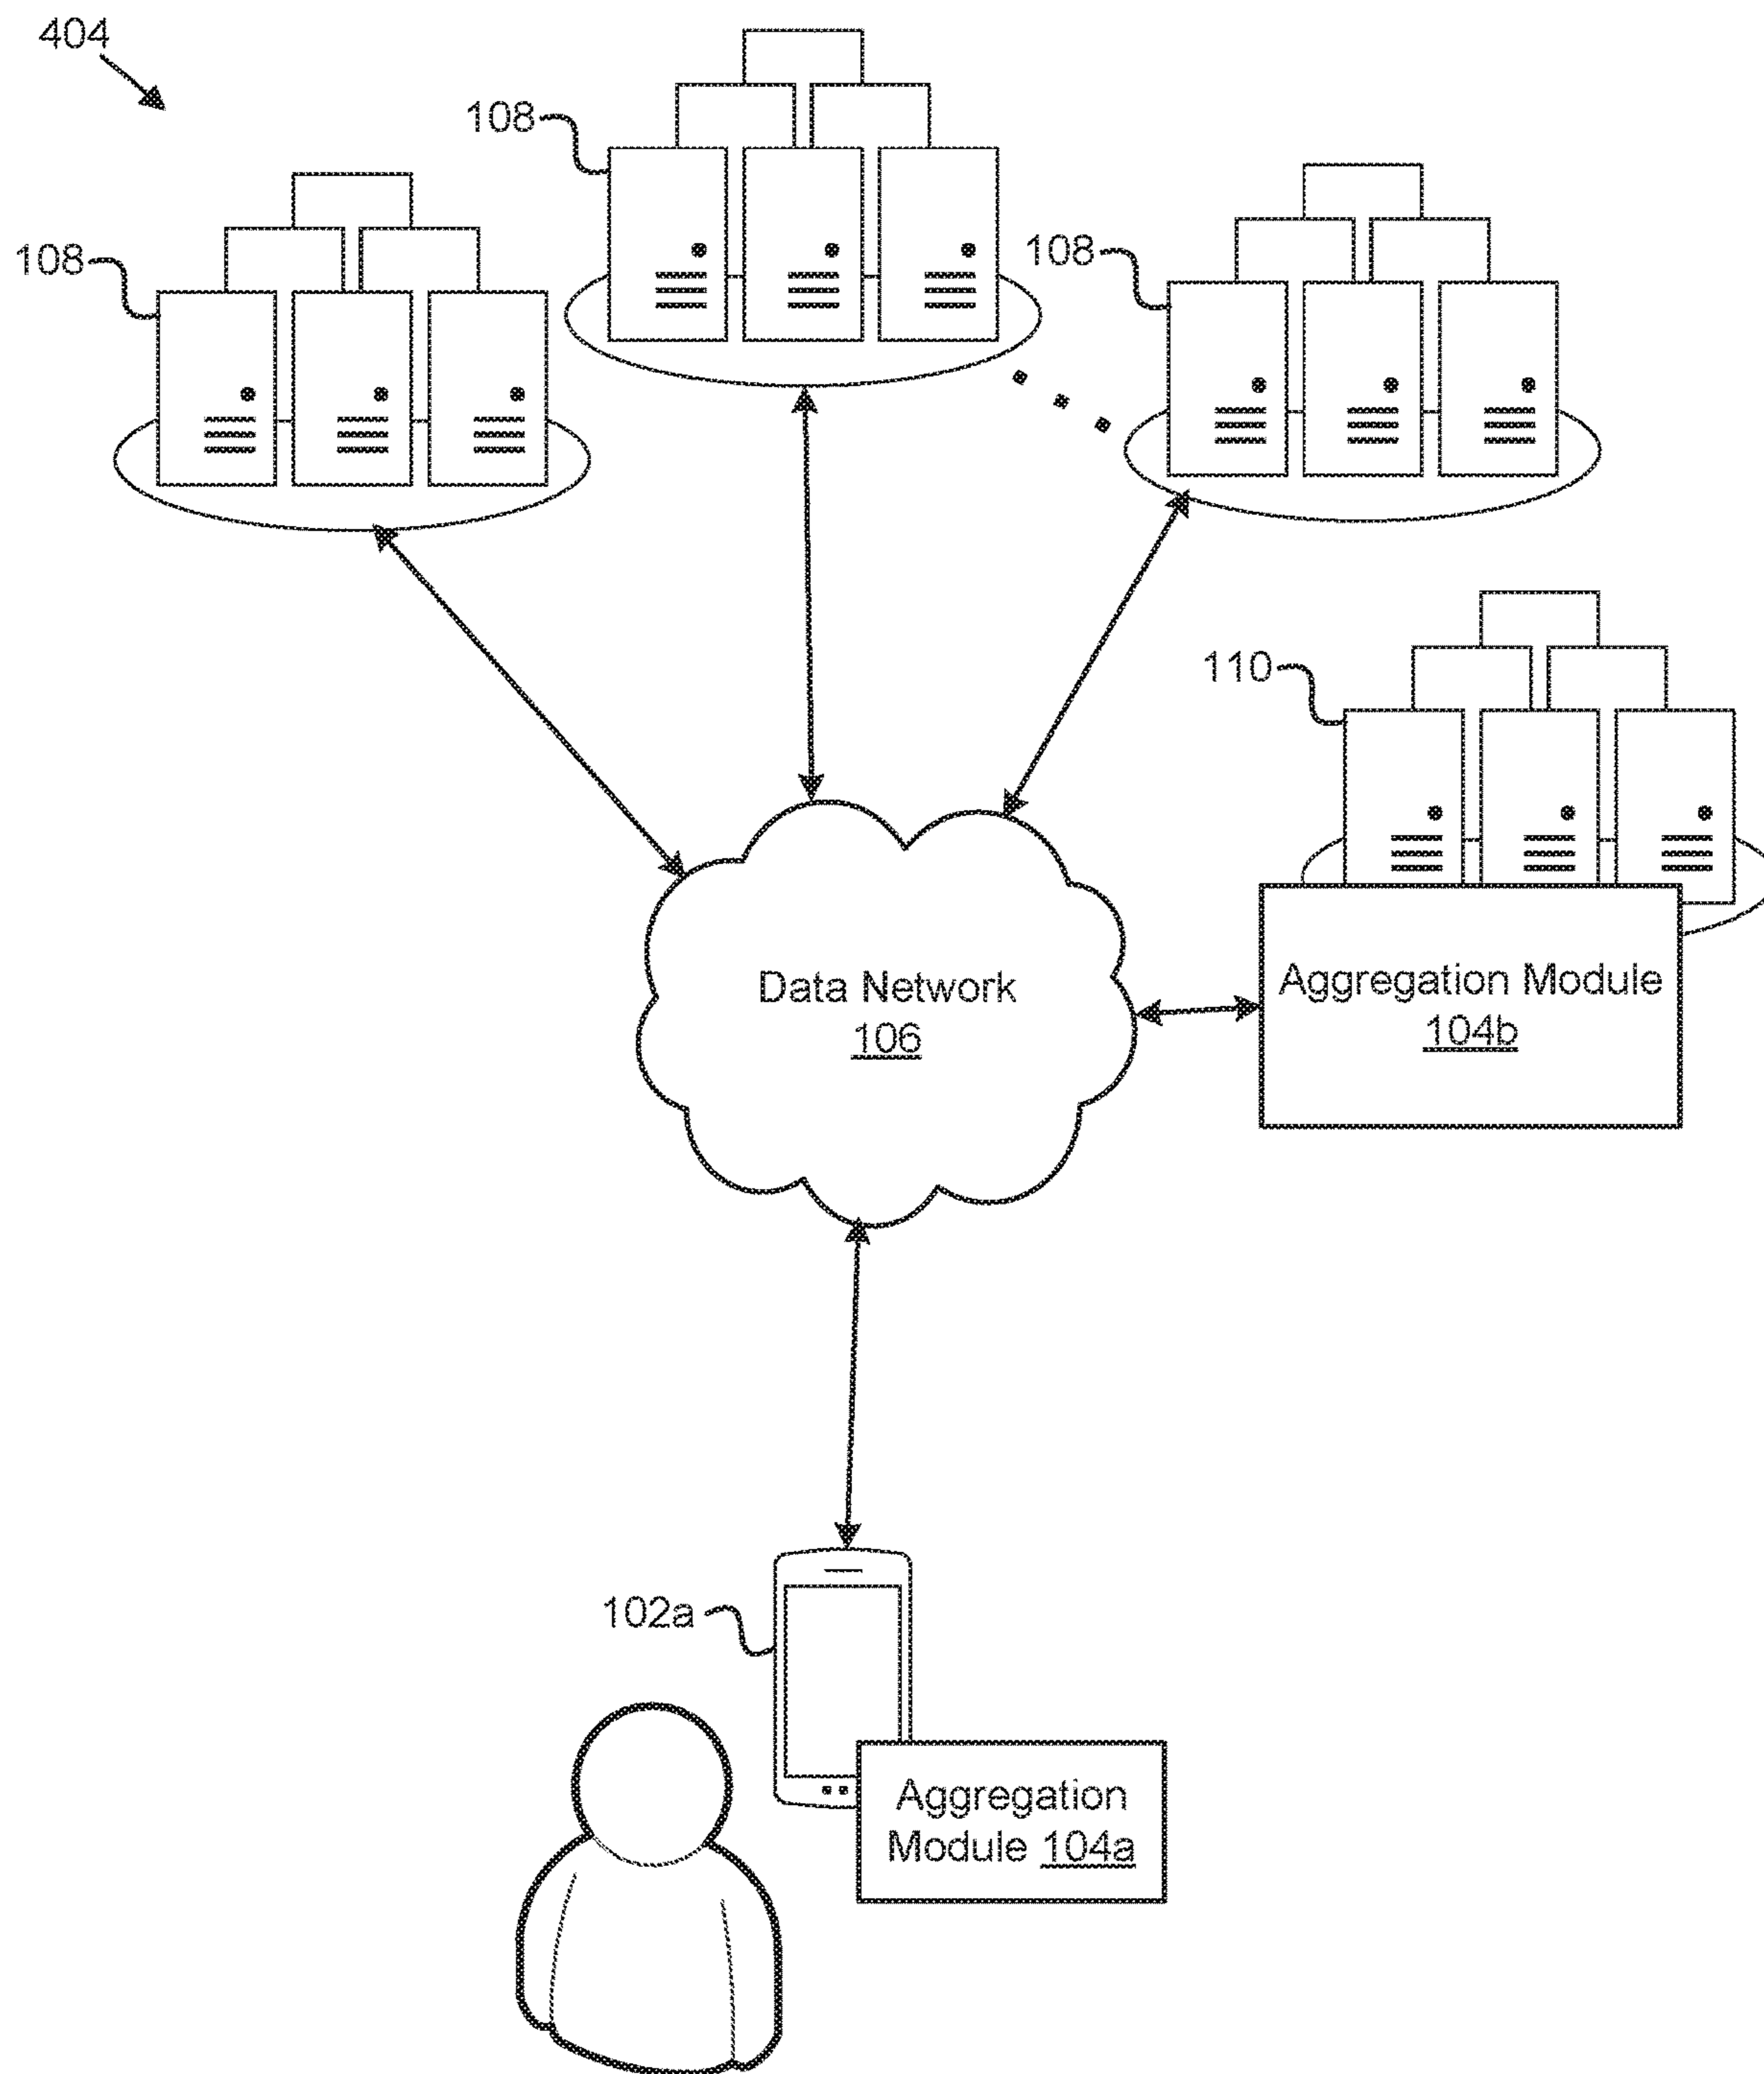 404
108
108
108
110
Data Network
106
Aggregation Module
104b
102a
Aggregation
Module 104a